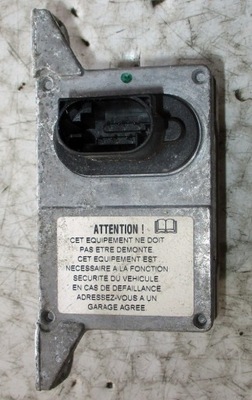 ATTENTION !
CET EQUIPEMENT NE DOIT
PAS ETRE DEMONTE
CET EQUIPEMENT EST
NECESSAIRE A LA FONCTION
SECURITE DU VEHICULE
EN CAS DE DEFAILLANCE
ADRESSEZ-VOUS A UN
GARAGE AGREE.